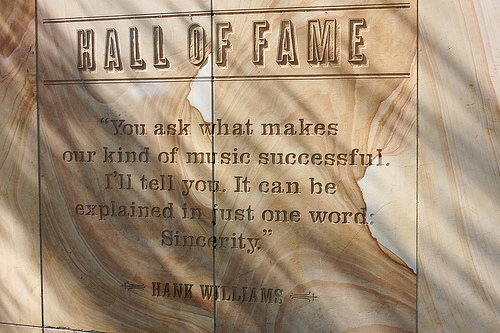 HALL OF FAME
“You ask what makes
our kind of music successful.
I'll tell you. It can be
explained in just one word:
Sincerity.”
HANK WILLIAMS